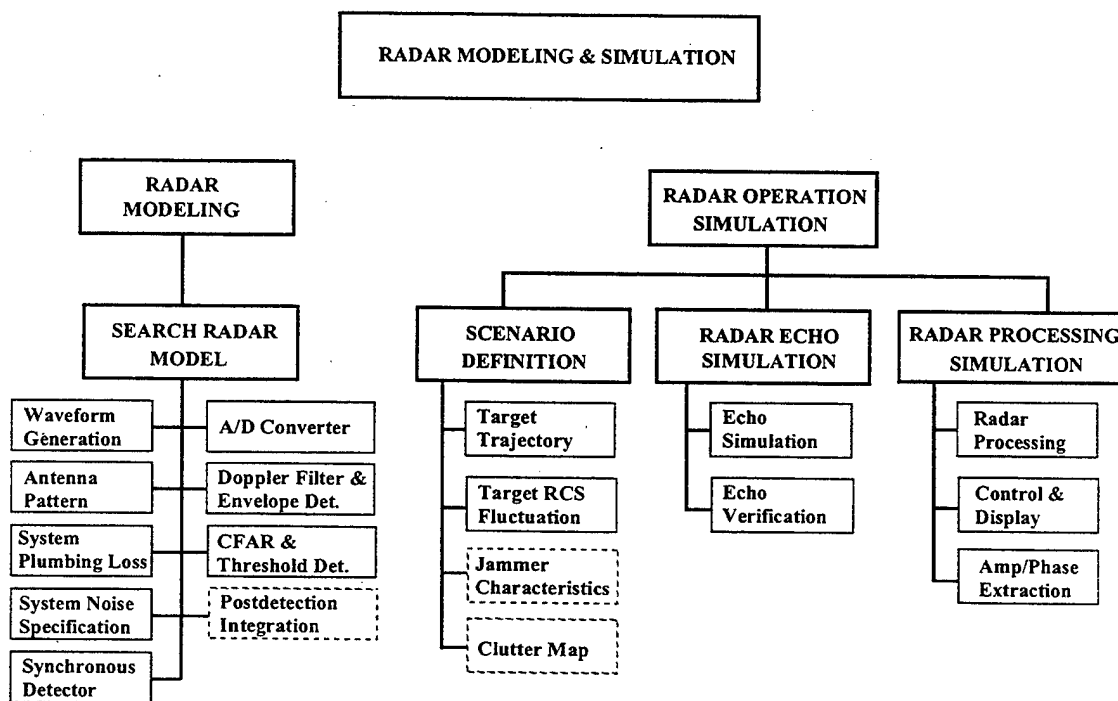 RADAR MODELING & SIMULATION
RADAR
MODELING
RADAR OPERATION
SIMULATION
SEARCH RADAR
MODEL
SCENARIO
DEFINITION
RADAR ECHO
SIMULATION
RADAR PROCESSING
SIMULATION
Waveform
Generation
A/D Converter
Antenna
Pattern
Doppler Filter &
Envelope Det.
System
Plumbing Loss
CFAR &
Threshold Det.
System Noise
Specification
Postdetection
Integration
Synchronous
Detector
Target
Trajectory
Target RCS
Fluctuation
Jammer
Characteristics
Clutter Map
Echo
Simulation
Echo
Verification
Radar
Processing
Control &
Display
Amp/Phase
Extraction